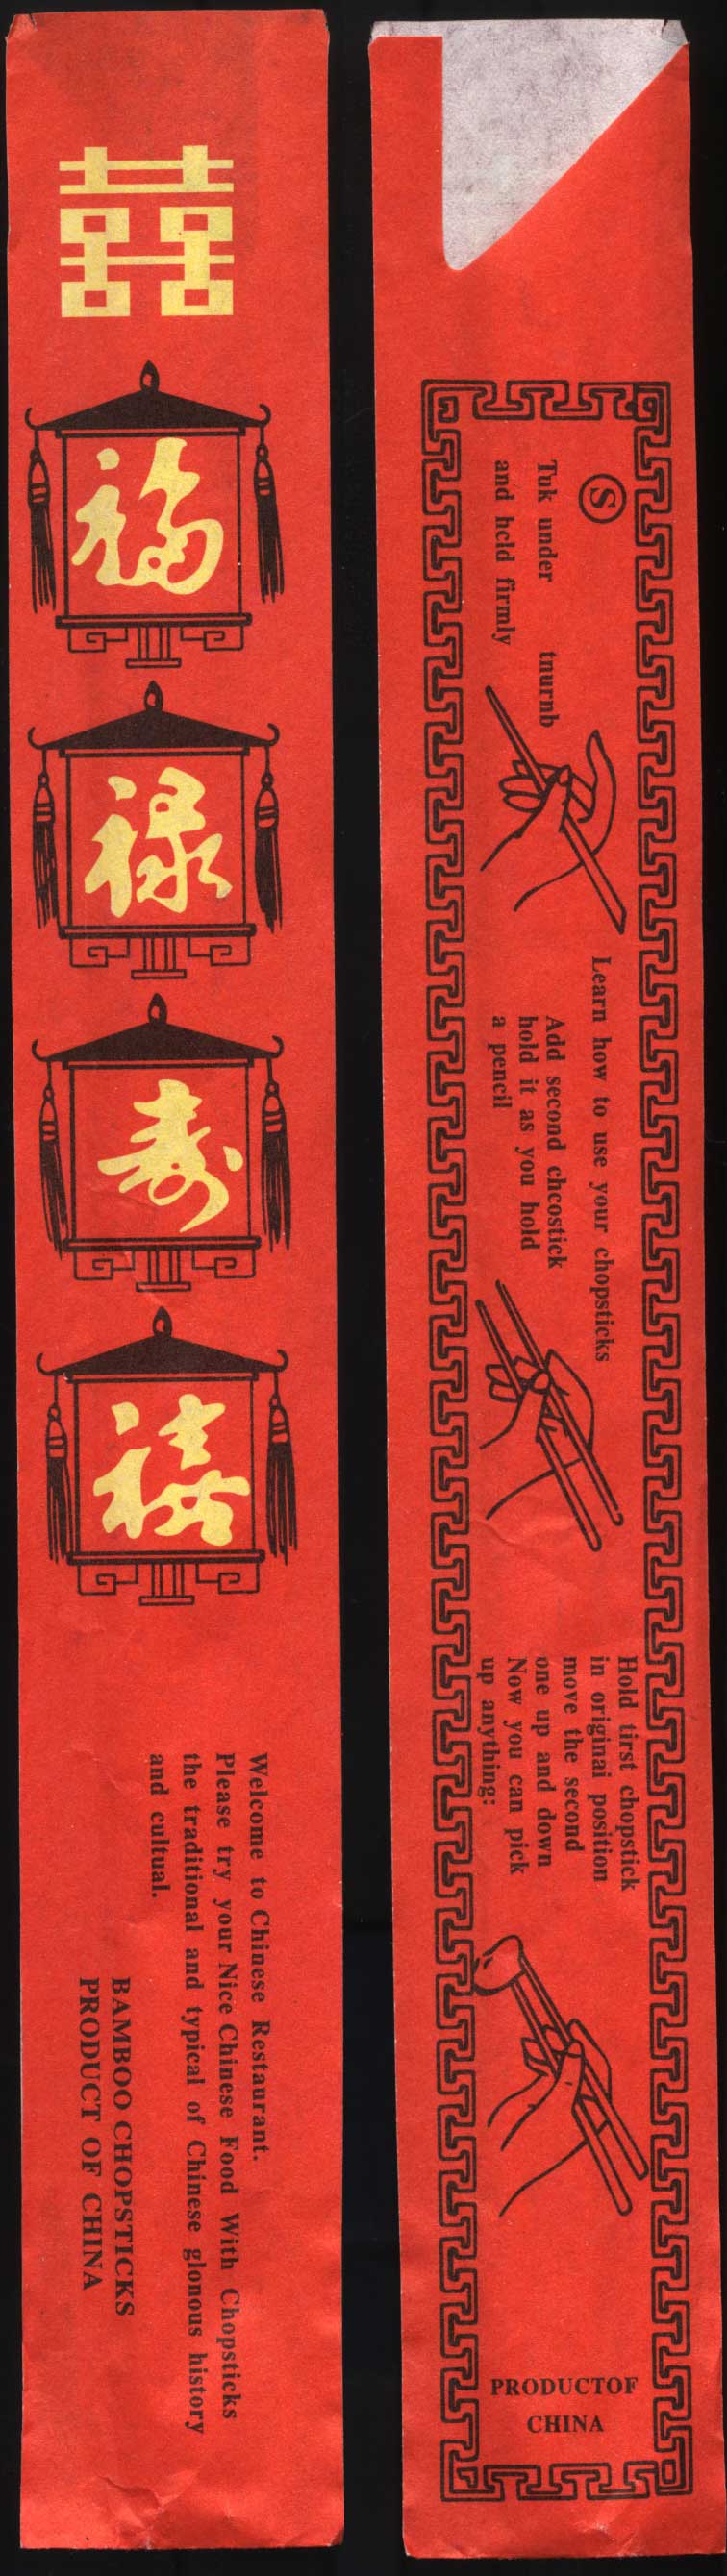 囍
福
禄
寿
禧
Welcome to Chinese Restaurant.
Please try your Nice Chinese Food With Chopsticks
the traditional and typical of Chinese glonous history
and cultual.
BAMBOO CHOPSTICKS
PRODUCT OF CHINA
Ⓢ
Learn how to use your chopsticks
Tuk under tnurnb
and held firmly
Add second chcostick
hold it as you hold
a pencil
Hold tirst chopstick
in originai position
move the second
one up and down
Now you can pick
up anything:
PRODUCTOF
CHINA